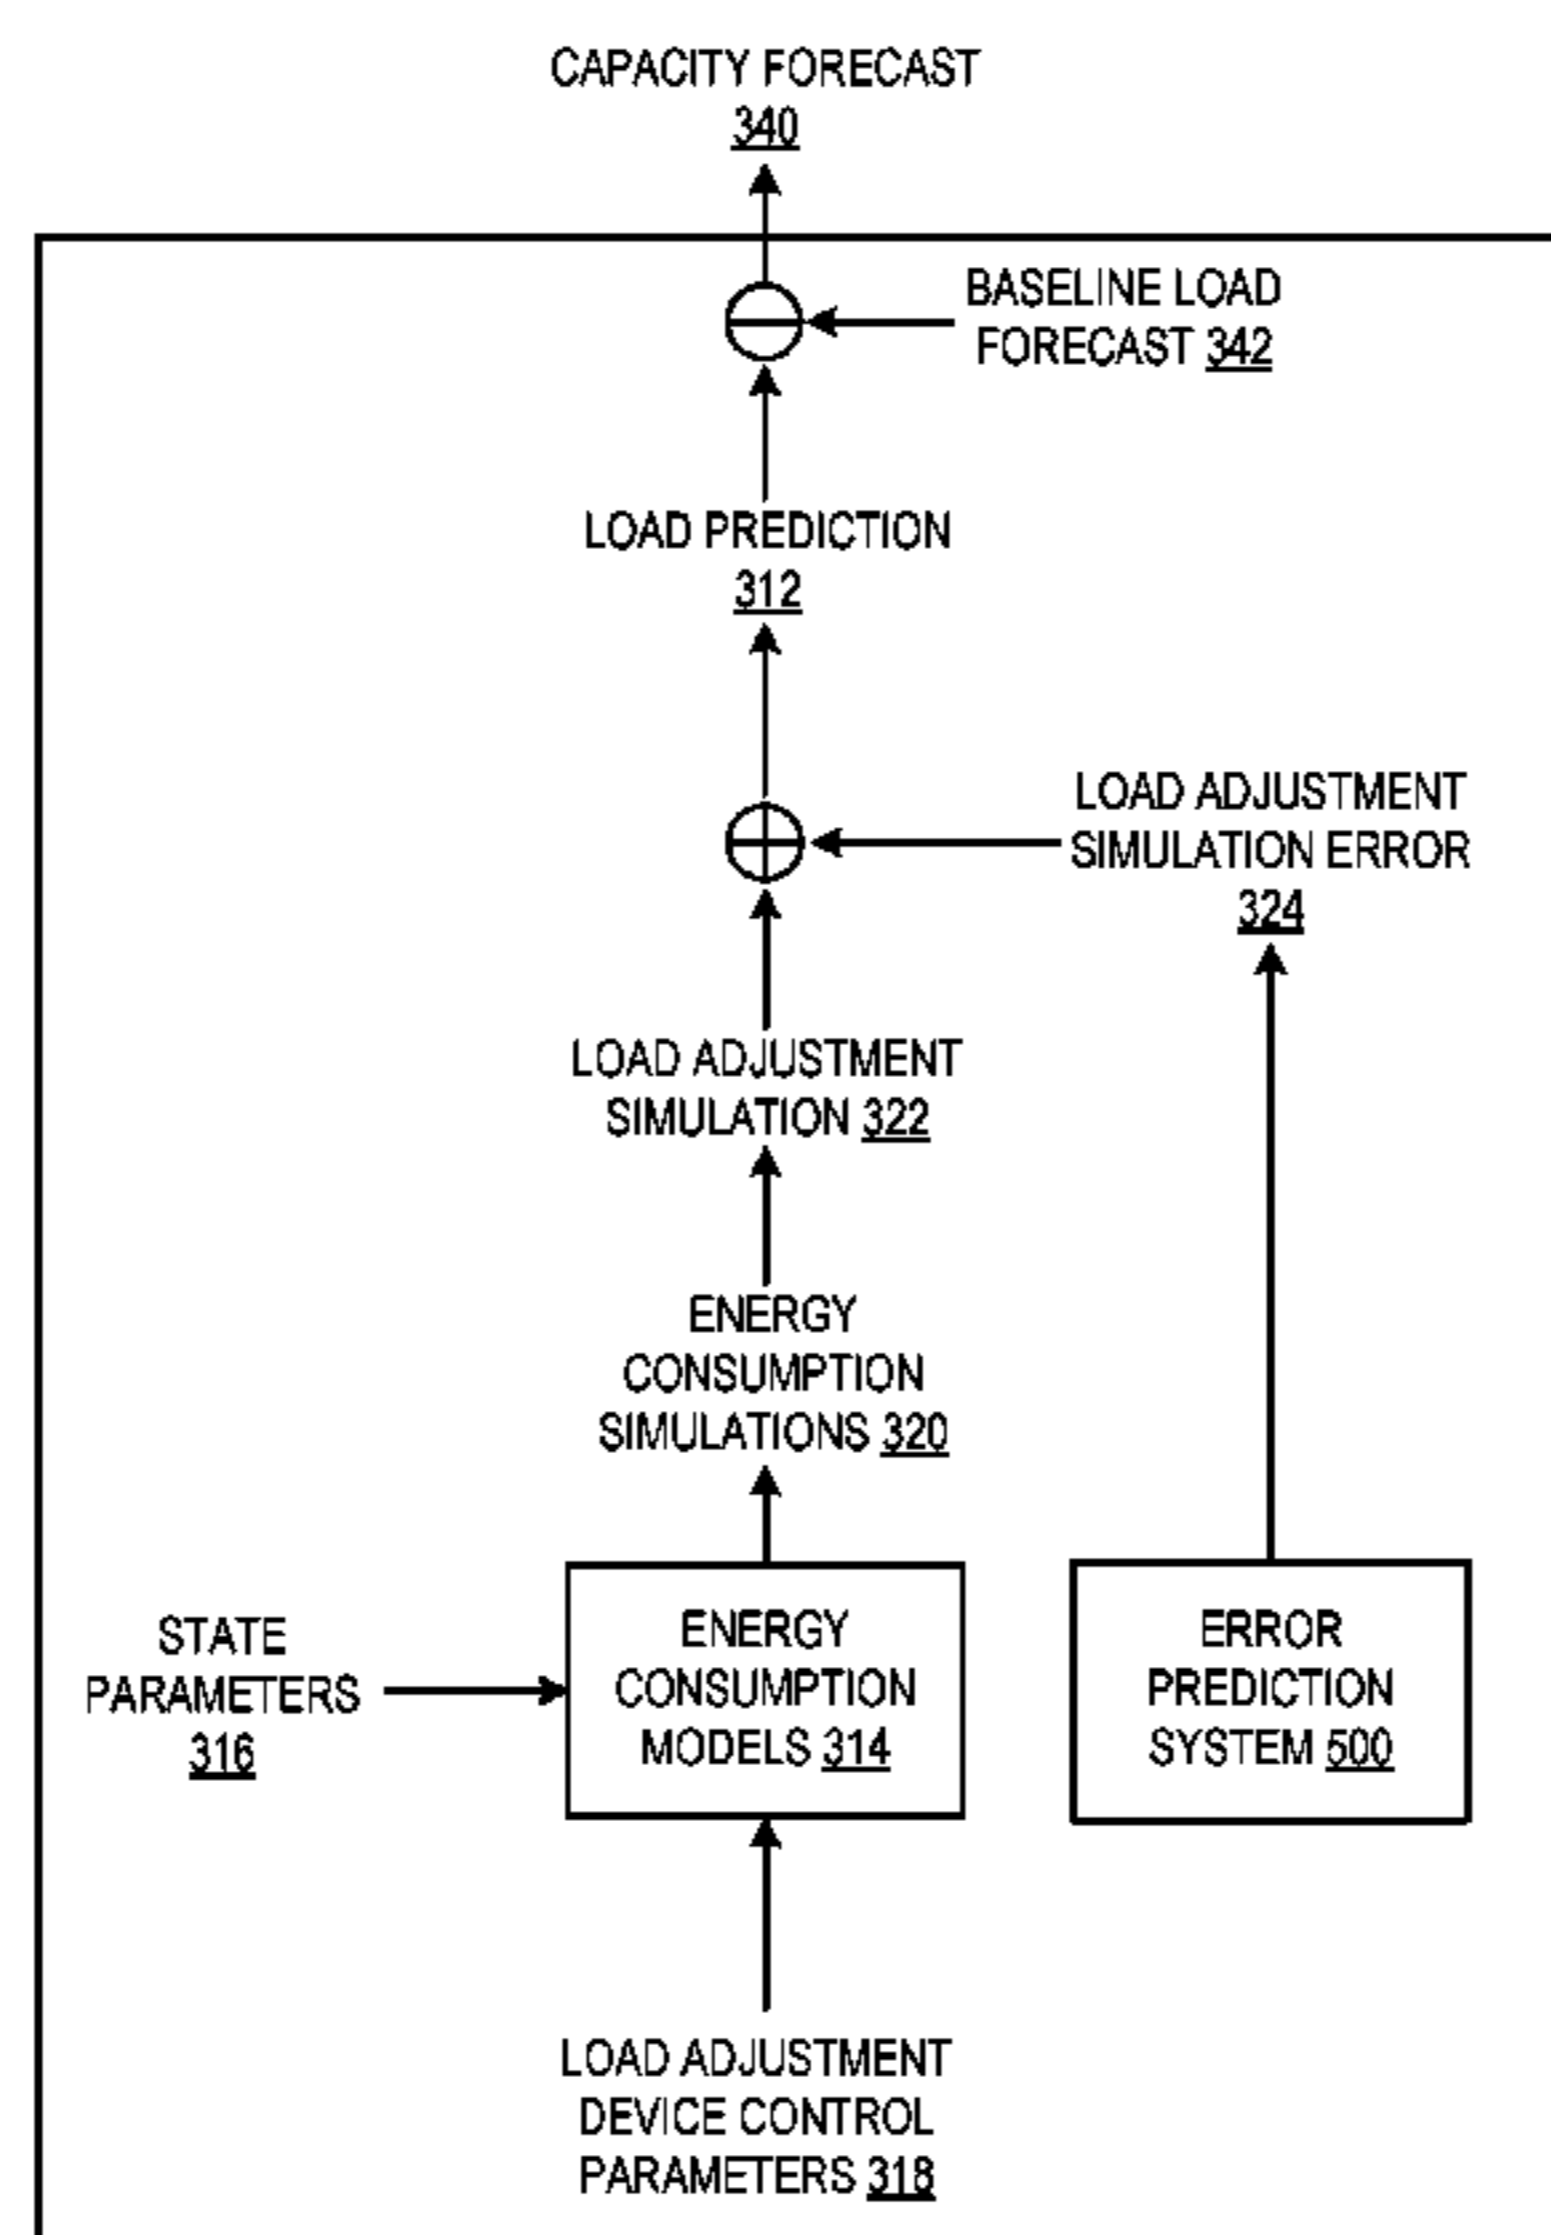 CAPACITY FORECAST
340
BASELINE LOAD
FORECAST 342
LOAD PREDICTION
312
LOAD ADJUSTMENT
SIMULATION ERROR
324
LOAD ADJUSTMENT
SIMULATION 322
ENERGY
CONSUMPTION
SIMULATIONS 320
STATE
PARAMETERS
316
ENERGY
CONSUMPTION
MODELS 314
ERROR
PREDICTION
SYSTEM 500
LOAD ADJUSTMENT
DEVICE CONTROL
PARAMETERS 318